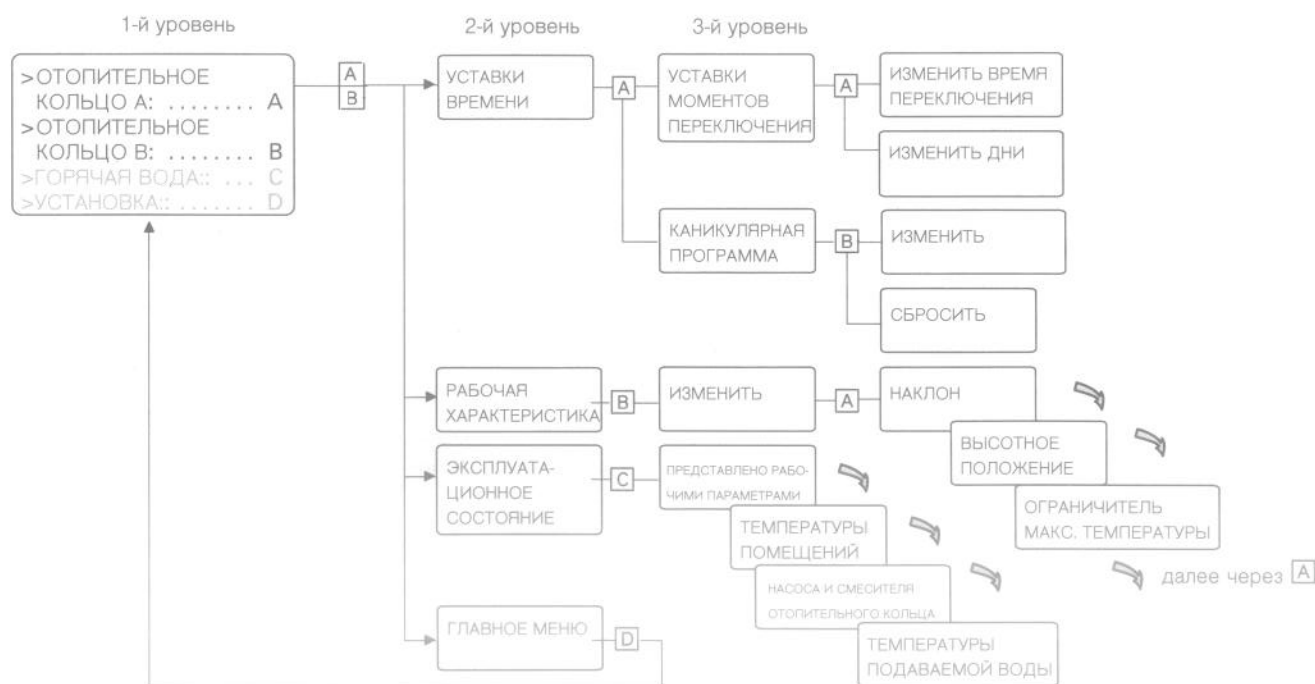 1-й уровень
2-й уровень
3-й уровень
>ОТОПИТЕЛЬНОЕ
КОЛЬЦО А: ........ A
>ОТОПИТЕЛЬНОЕ
КОЛЬЦО В: ........ B
>ГОРЯЧАЯ ВОДА:: ... C
>УСТАНОВКА:: ....... D
A
B
УСТАВКИ
ВРЕМЕНИ
A
УСТАВКИ
МОМЕНТОВ
ПЕРЕКЛЮЧЕНИЯ
A
ИЗМЕНИТЬ ВРЕМЯ
ПЕРЕКЛЮЧЕНИЯ
ИЗМЕНИТЬ ДНИ
КАНИКУЛЯРНАЯ
ПРОГРАММА
B
ИЗМЕНИТЬ
СБРОСИТЬ
РАБОЧАЯ
ХАРАКТЕРИСТИКА
B
ИЗМЕНИТЬ
A
НАКЛОН
ВЫСОТНОЕ
ПОЛОЖЕНИЕ
ОГРАНИЧИТЕЛЬ
МАКС. ТЕМПЕРАТУРЫ
ЭКСПЛУАТА-
ЦИОННОЕ
СОСТОЯНИЕ
C
ПРЕДСТАВЛЕНО РАБО-
ЧИМИ ПАРАМЕТРАМИ
ТЕМПЕРАТУРЫ
ПОМЕЩЕНИЙ
НАСОСА И СМЕСИТЕЛЯ
ОТОПИТЕЛЬНОГО КОЛЬЦА:
ТЕМПЕРАТУРЫ
ПОДАВАЕМОЙ ВОДЫ
далее через A
ГЛАВНОЕ МЕНЮ
D